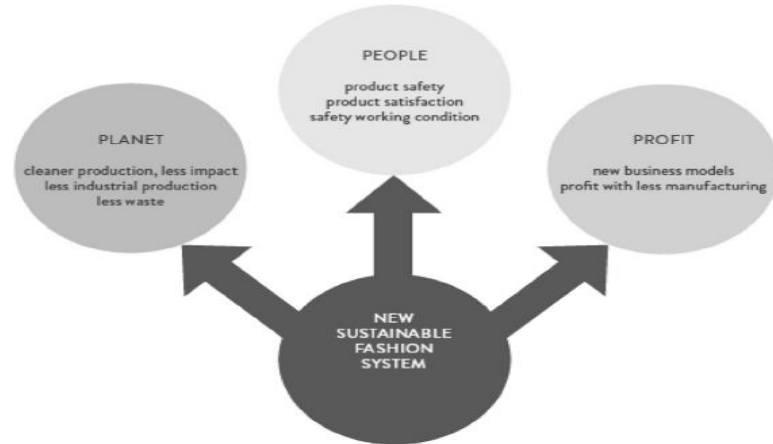 PEOPLE
product safety
product satisfaction
safety working condition
PLANET
cleaner production, less impact
less industrial production
less waste
PROFIT
new business models
profit with less manufacturing
NEW
SUSTAINABLE
FASHION
SYSTEM